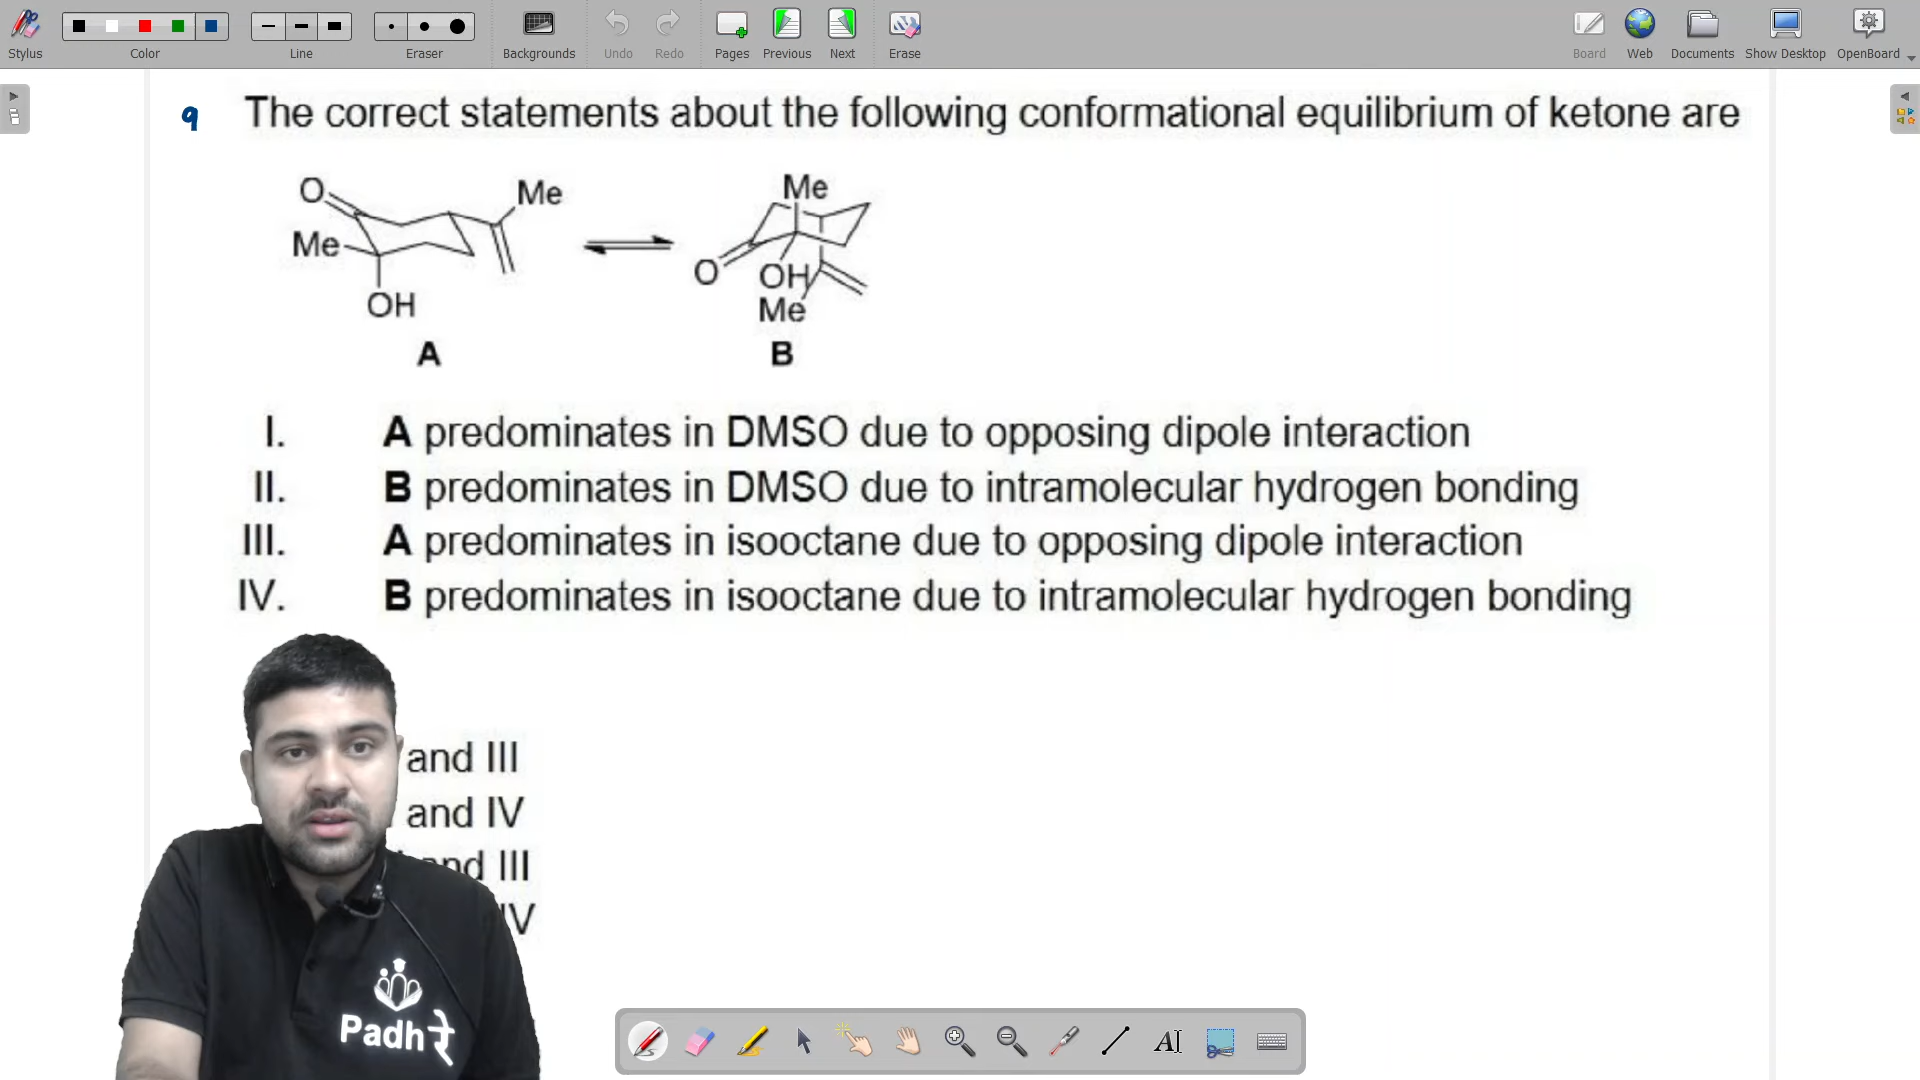 Stylus Color Line Eraser Backgrounds Undo Redo Pages Previous Next Erase Board Web Documents Show Desktop OpenBoard
9 The correct statements about the following conformational equilibrium of ketone are
O Me Me OH
A
Me O OH Me
B
I. A predominates in DMSO due to opposing dipole interaction
II. B predominates in DMSO due to intramolecular hydrogen bonding
III. A predominates in isooctane due to opposing dipole interaction
IV. B predominates in isooctane due to intramolecular hydrogen bonding
and III
and IV
III
IV
Padhरे